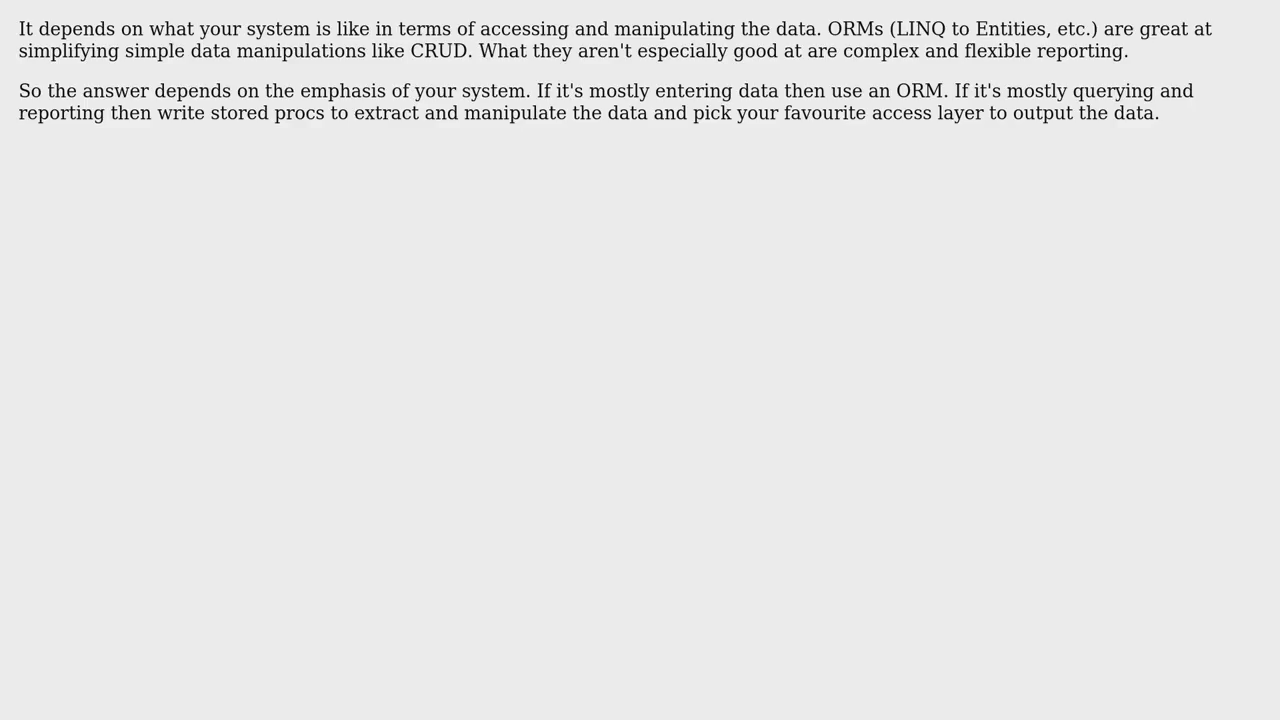 It depends on what your system is like in terms of accessing and manipulating the data. ORMs (LINQ to Entities, etc.) are great at
simplifying simple data manipulations like CRUD. What they aren't especially good at are complex and flexible reporting.
So the answer depends on the emphasis of your system. If it's mostly entering data then use an ORM. If it's mostly querying and
reporting then write stored procs to extract and manipulate the data and pick your favourite access layer to output the data.